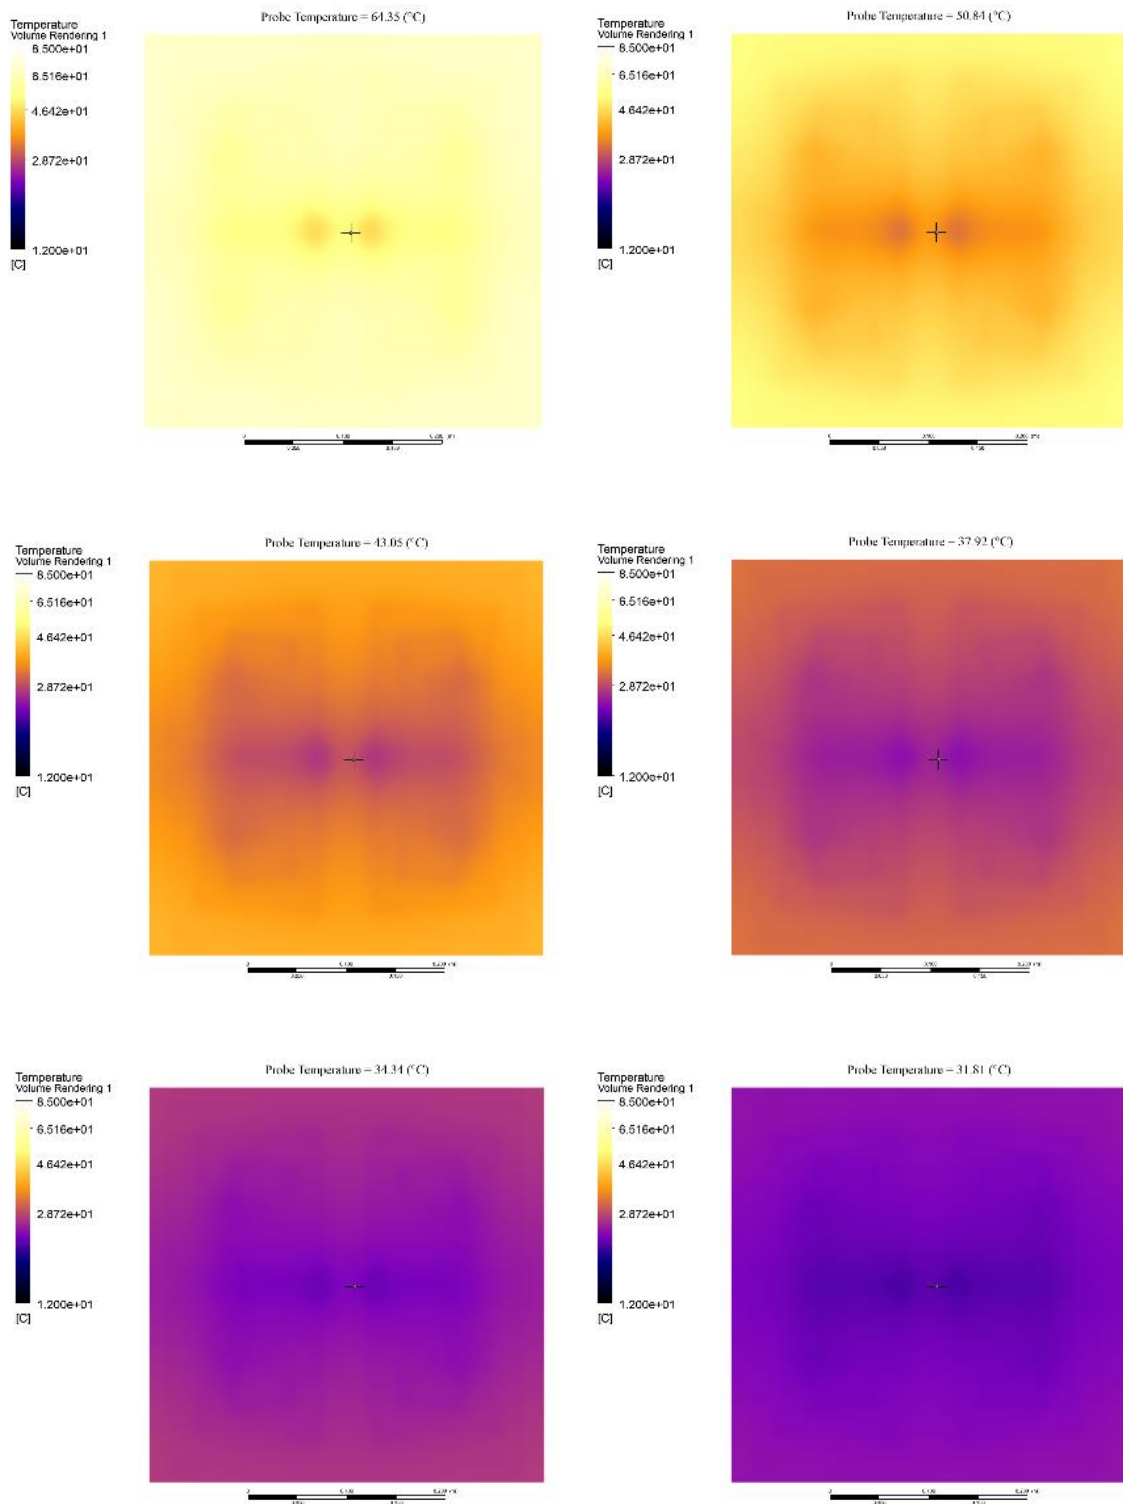 Probe Temperature = 64.35 (°C)
Temperature
Volume Rendering 1
8.500e+01
6.516e+01
4.642e+01
2.872e+01
1.200e+01
[C]
Probe Temperature = 50.84 (°C)
Temperature
Volume Rendering 1
8.500e+01
6.516e+01
4.642e+01
2.872e+01
1.200e+01
[C]
Probe Temperature = 43.05 (°C)
Temperature
Volume Rendering 1
8.500e+01
6.516e+01
4.642e+01
2.872e+01
1.200e+01
[C]
Probe Temperature = 37.92 (°C)
Temperature
Volume Rendering 1
8.500e+01
6.516e+01
4.642e+01
2.872e+01
1.200e+01
[C]
Probe Temperature = 34.34 (°C)
Temperature
Volume Rendering 1
8.500e+01
6.516e+01
4.642e+01
2.872e+01
1.200e+01
[C]
Probe Temperature = 31.81 (°C)
Temperature
Volume Rendering 1
8.500e+01
6.516e+01
4.642e+01
2.872e+01
1.200e+01
[C]